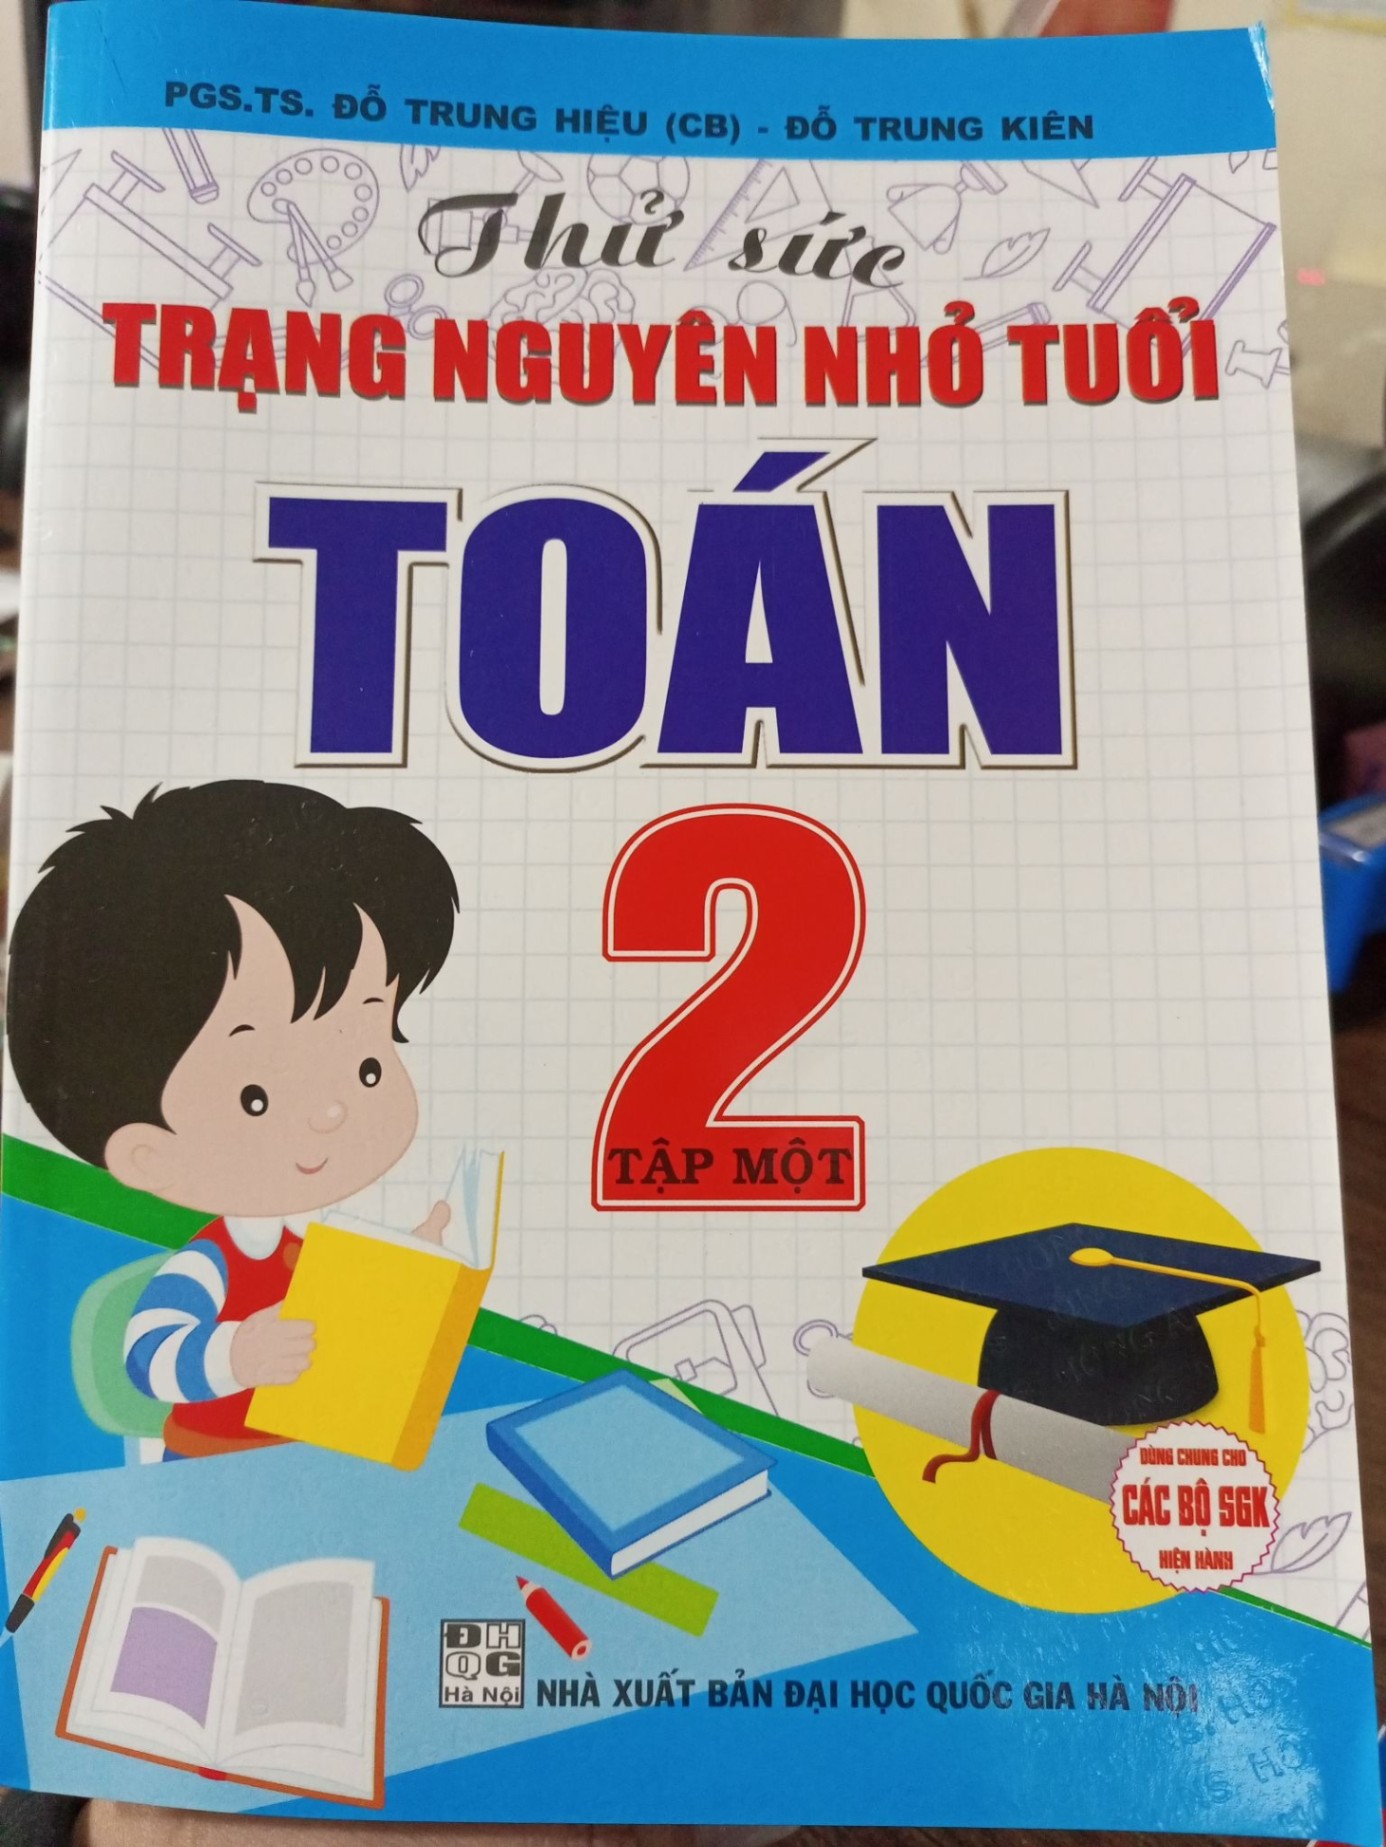 PGS.TS. ĐỖ TRUNG HIỆU (CB) - ĐỖ TRUNG KIÊN
Thử sức
TRẠNG NGUYÊN NHỎ TUỔI
TOÁN
2
TẬP MỘT
DÙNG CHUNG CHO
CÁC BỘ SGK
HIỆN HÀNH
ĐH
QG
Hà Nội
NHÀ XUẤT BẢN ĐẠI HỌC QUỐC GIA HÀ NỘI